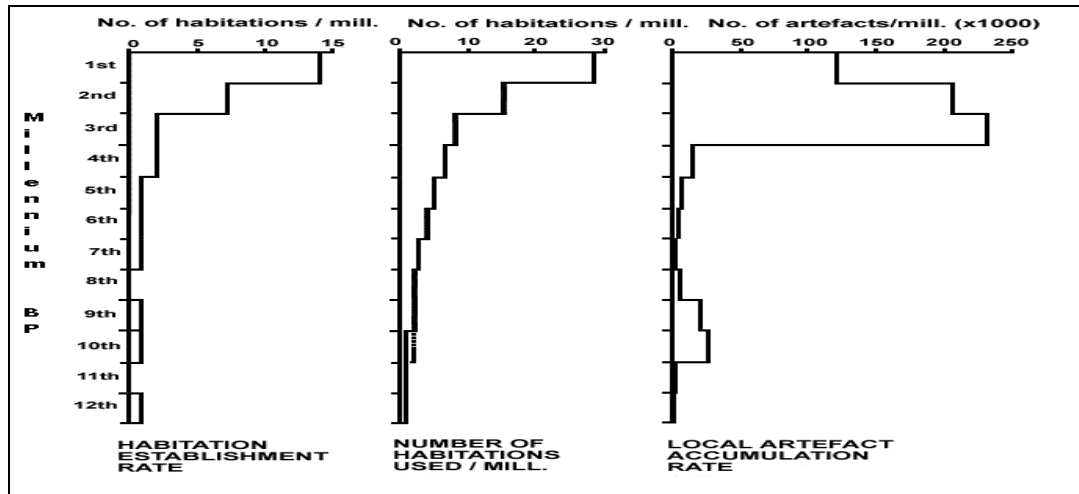 No. of habitations / mill.
No. of habitations / mill.
No. of artefacts/mill. (x1000)
0 5 10 15
0 10 20 30
0 50 100 150 200 250
Millennium BP
1st
2nd
3rd
4th
5th
6th
7th
8th
9th
10th
11th
12th
HABITATION
ESTABLISHMENT
RATE
NUMBER OF
HABITATIONS
USED / MILL.
LOCAL ARTEFACT
ACCUMULATION
RATE